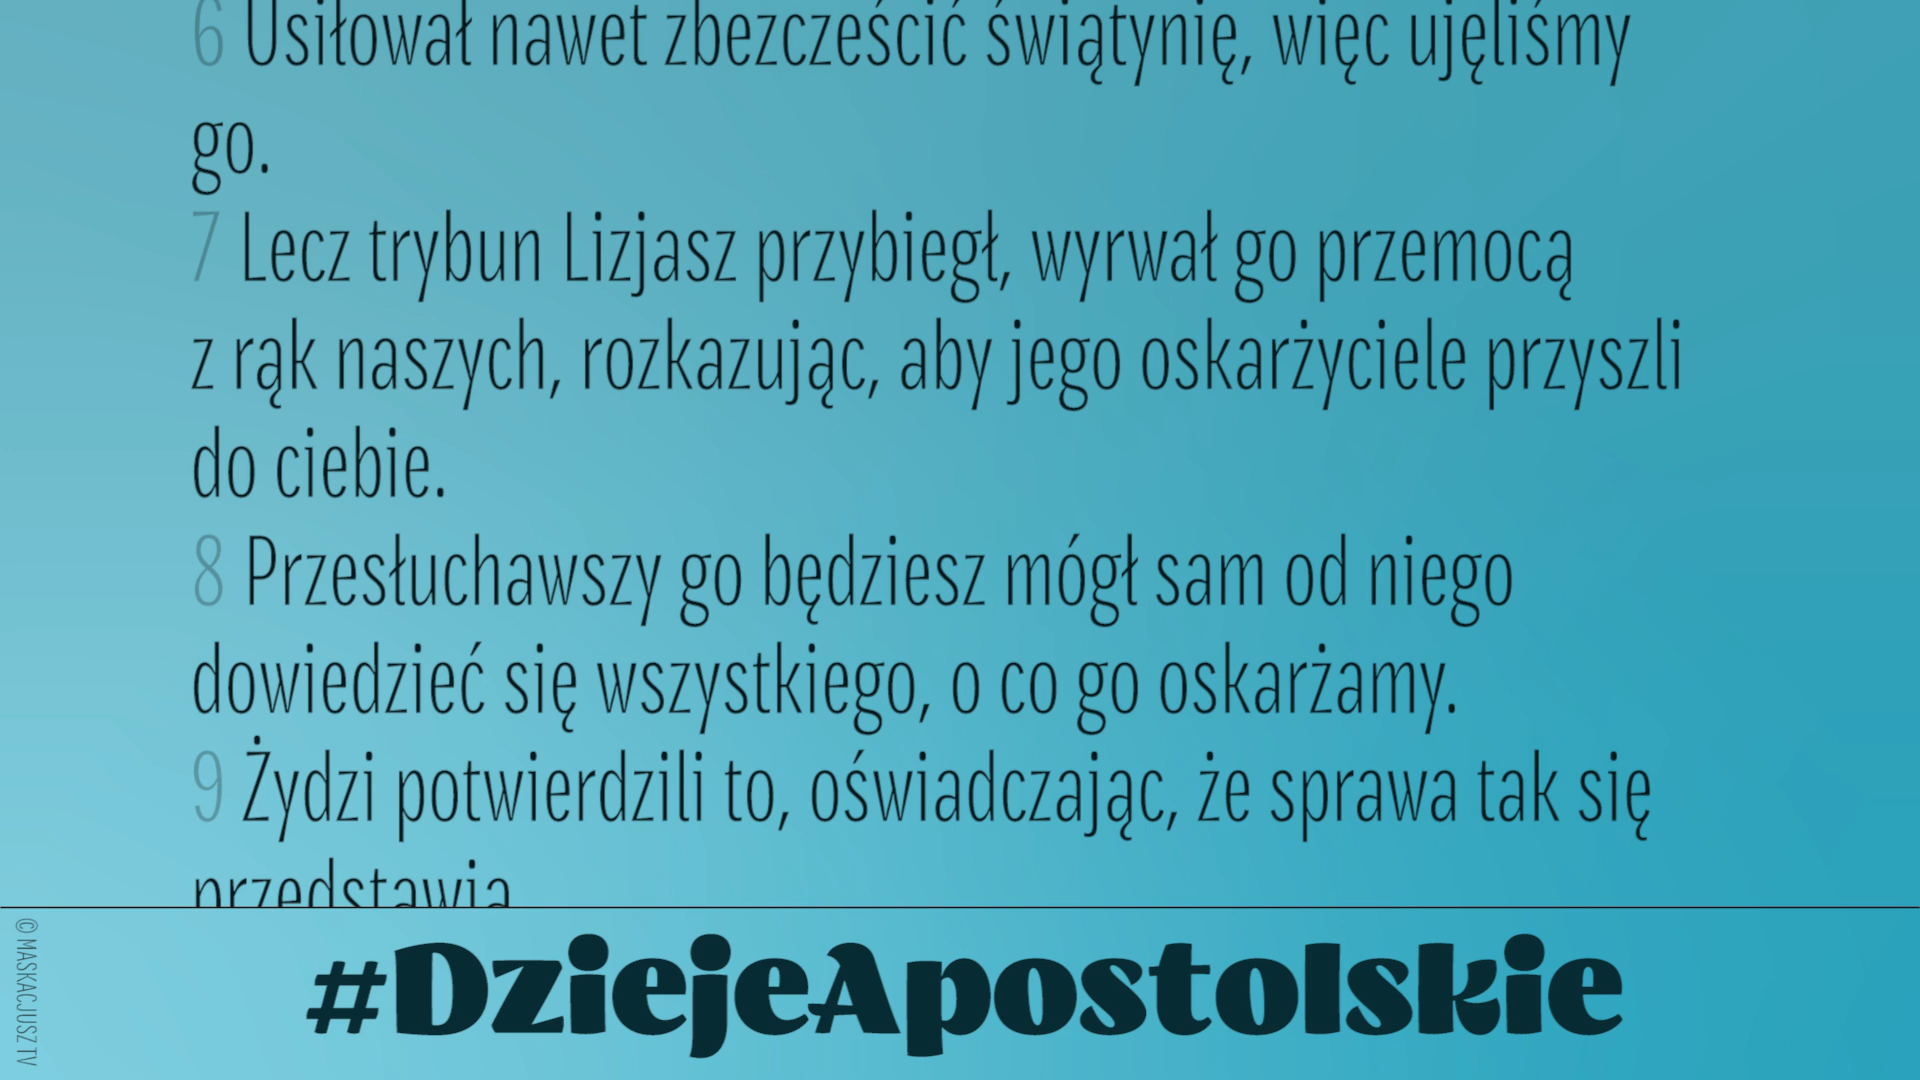 6 Usiłował nawet zbezcześcić świątynię, więc ujęliśmy
go.
7 Lecz trybun Lizjasz przybiegł, wyrwał go przemocą
z rąk naszych, rozkazując, aby jego oskarżyciele przyszli
do ciebie.
8 Przesłuchawszy go będziesz mógł sam od niego
dowiedzieć się wszystkiego, o co go oskarżamy.
9 Żydzi potwierdzili to, oświadczając, że sprawa tak się
przedstawia
© MASKACJUSZ TV
#DziejeApostolskie